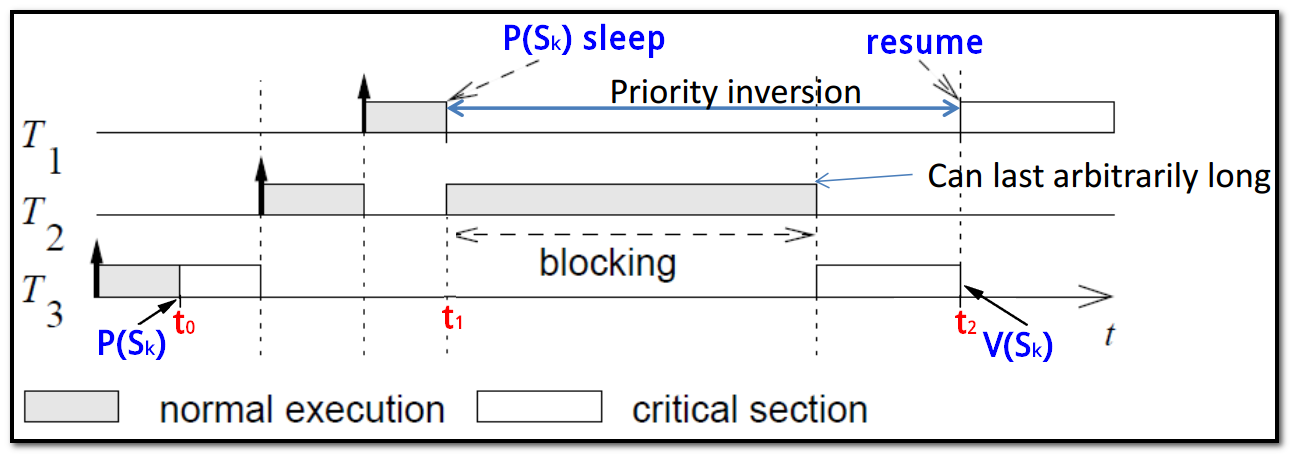 P(Sk) sleep
resume
Priority inversion
T1
Can last arbitrarily long
T2
blocking
T3
P(Sk)
t0
t1
t2
V(Sk)
t
normal execution
critical section